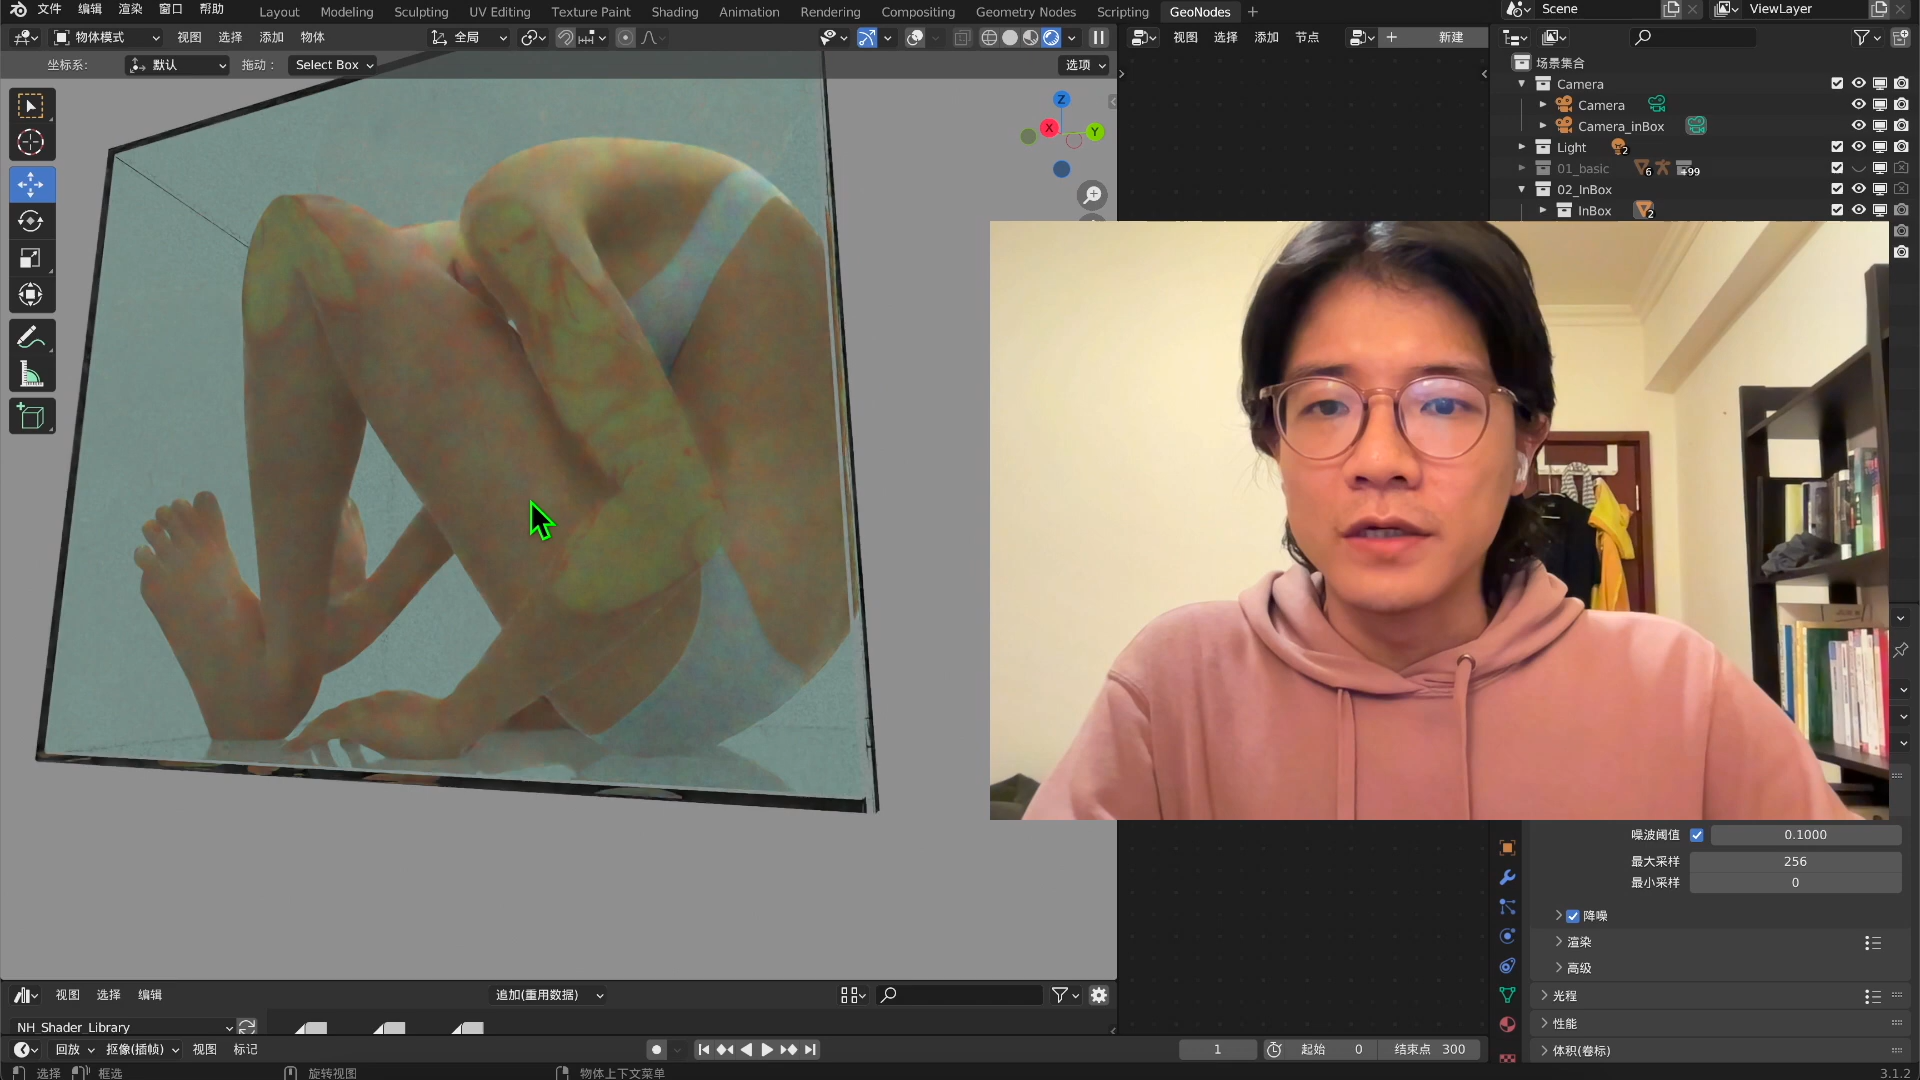 文件 编辑 渲染 窗口 帮助 Layout Modeling Sculpting UV Editing Texture Paint Shading Animation Rendering Compositing Geometry Nodes Scripting GeoNodes + Scene ViewLayer
物体模式 视图 选择 添加 物体 全局 视图 选择 添加 节点 + 新建
坐标系: 默认 拖动: Select Box 选项
场景集合
Camera
Camera
Camera_inBox
Light 2
01_basic 6 +99
02_InBox
InBox 2
Z
X
Y
噪波阈值 0.1000
最大采样 256
最小采样 0
降噪
渲染
高级
光程
性能
体积(卷标)
视图 选择 编辑 追加(重用数据)
NH_Shader_Library
回放 抠像(插帧) 视图 标记 1 起始 0 结束点 300
选择 框选 旋转视图 物体上下文菜单 3.1.2